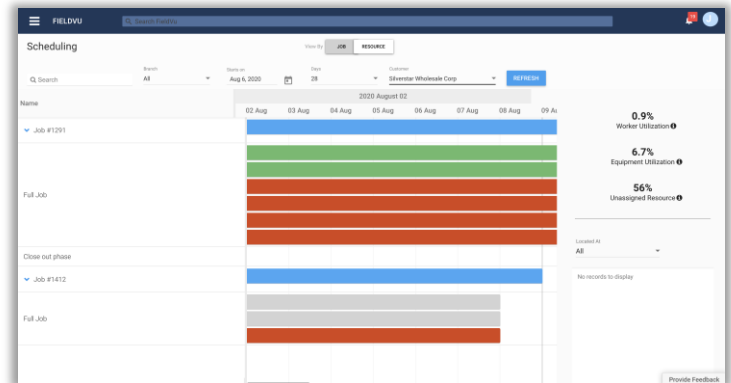 FIELDVU
Search FieldVu
Scheduling
View By
JOB
RESOURCE
Search
Branch
All
Starts on
Aug 6, 2020
Days
28
Customer
Silverstar Wholesale Corp
REFRESH
Name
2020 August 02
02 Aug 03 Aug 04 Aug 05 Aug 06 Aug 07 Aug 08 Aug 09 Au
Job #1291
Full Job
Close out phase
Job #1412
Full Job
0.9%
Worker Utilization
6.7%
Equipment Utilization
56%
Unassigned Resource
Located At
All
No records to display
Provide Feedback
J